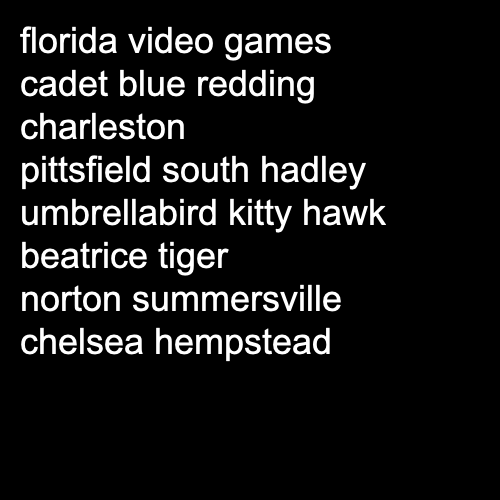 florida video games
cadet blue redding
charleston
pittsfield south hadley
umbrellabird kitty hawk
beatrice tiger
norton summersville
chelsea hempstead